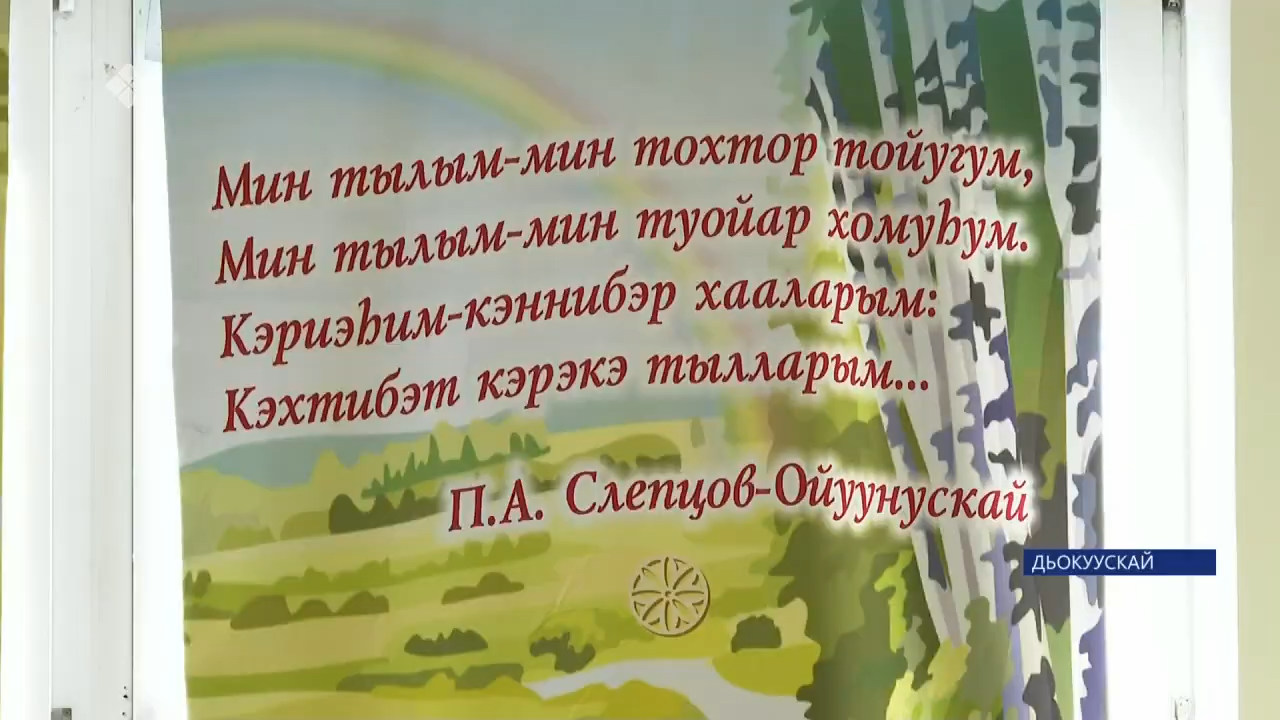 Мин тылым-мин тохтор тойугум,
Мин тылым-мин туойар хомуһум.
Кэриэһим-кэннибэр хааларым:
Кэхтибэт кэрэкэ тылларым...
П.А. Слепцов-Ойуунускай
ДЬОКУУСКАЙ